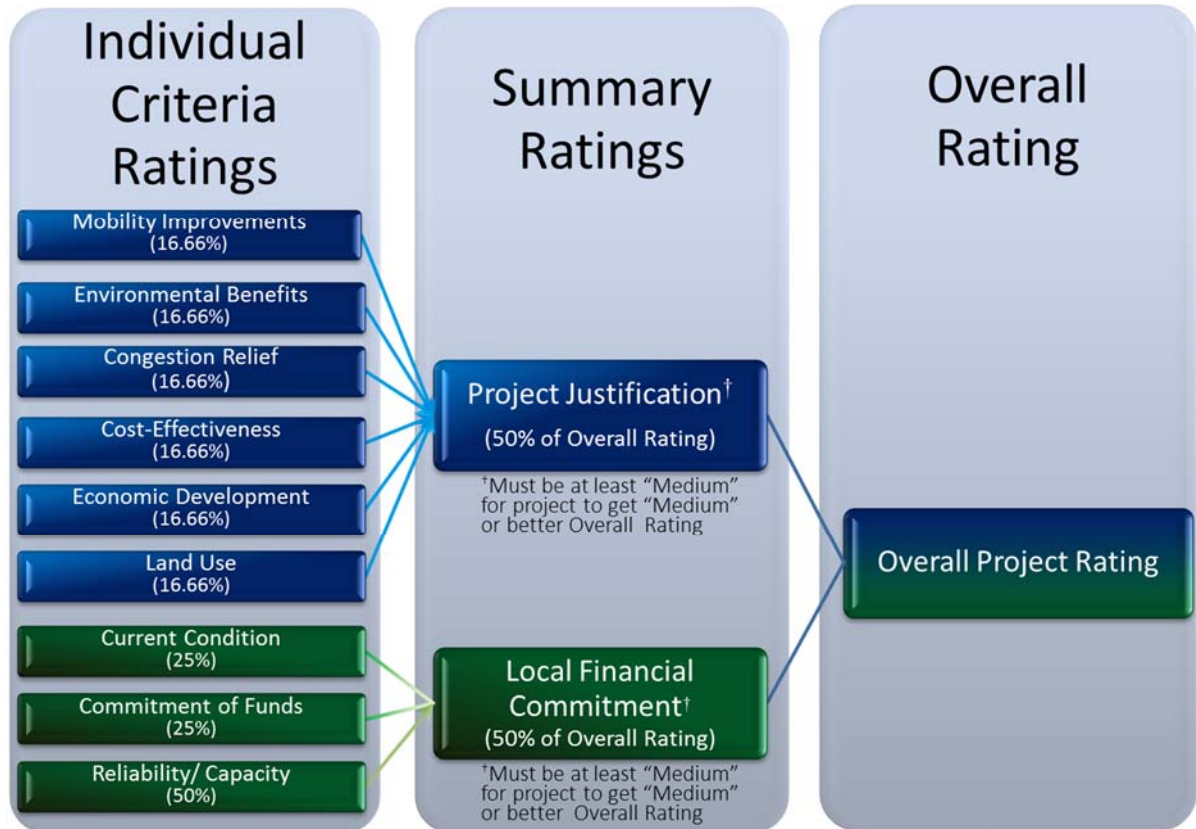 Individual
Criteria
Ratings
Mobility Improvements
(16.66%)
Environmental Benefits
(16.66%)
Congestion Relief
(16.66%)
Cost-Effectiveness
(16.66%)
Economic Development
(16.66%)
Land Use
(16.66%)
Current Condition
(25%)
Commitment of Funds
(25%)
Reliability/ Capacity
(50%)
Summary
Ratings
Project Justification†
(50% of Overall Rating)
†Must be at least “Medium”
for project to get “Medium”
or better Overall Rating
Local Financial
Commitment†
(50% of Overall Rating)
†Must be at least “Medium”
for project to get “Medium”
or better Overall Rating
Overall
Rating
Overall Project Rating